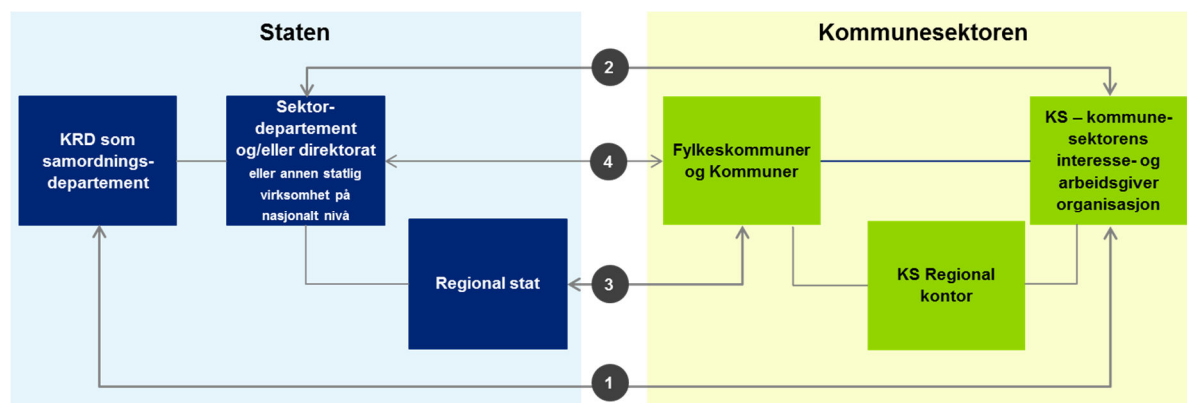 Staten
Kommunesektoren
2
KRD som
samordnings-
departement
Sektor-
departement
og/eller direktorat
eller annen statlig
virksomhet på
nasjonalt nivå
4
Fylkeskommuner
og Kommuner
KS – kommune-
sektorens
interesse- og
arbeidsgiver
organisasjon
Regional stat
3
KS Regional
kontor
1